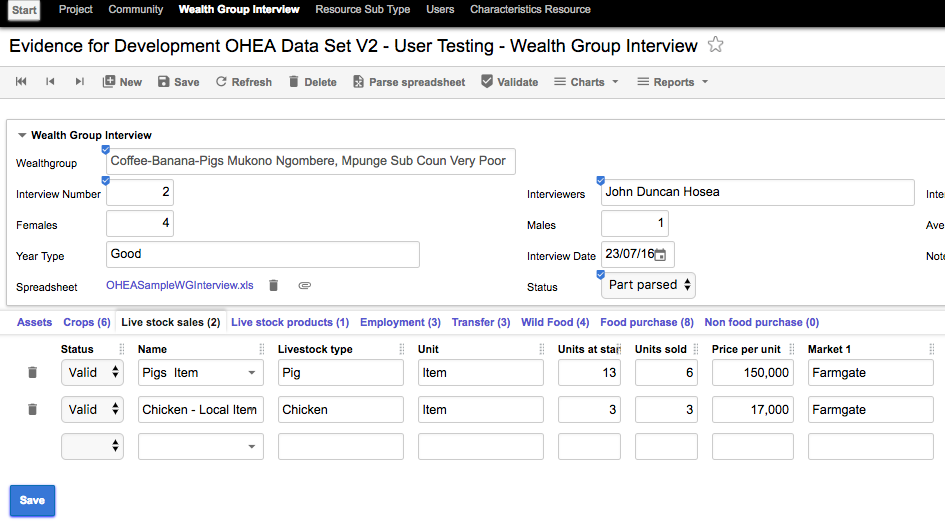 Start Project Community Wealth Group Interview Resource Sub Type Users Characteristics Resource
Evidence for Development OHEA Data Set V2 - User Testing - Wealth Group Interview
New Save Refresh Delete Parse spreadsheet Validate Charts Reports
Wealth Group Interview
Wealthgroup Coffee-Banana-Pigs Mukono Ngombere, Mpunge Sub Coun Very Poor
Interview Number 2 Interviewers John Duncan Hosea Inte
Females 4 Males 1 Ave
Year Type Good Interview Date 23/07/16 Note
Spreadsheet OHEASampleWGInterview.xls Status Part parsed
Assets Crops (6) Live stock sales (2) Live stock products (1) Employment (3) Transfer (3) Wild Food (4) Food purchase (8) Non food purchase (0)
Status Name Livestock type Unit Units at star Units sold Price per unit Market 1
Valid Pigs Item Pig Item 13 6 150,000 Farmgate
Valid Chicken - Local Item Chicken Item 3 3 17,000 Farmgate
Save